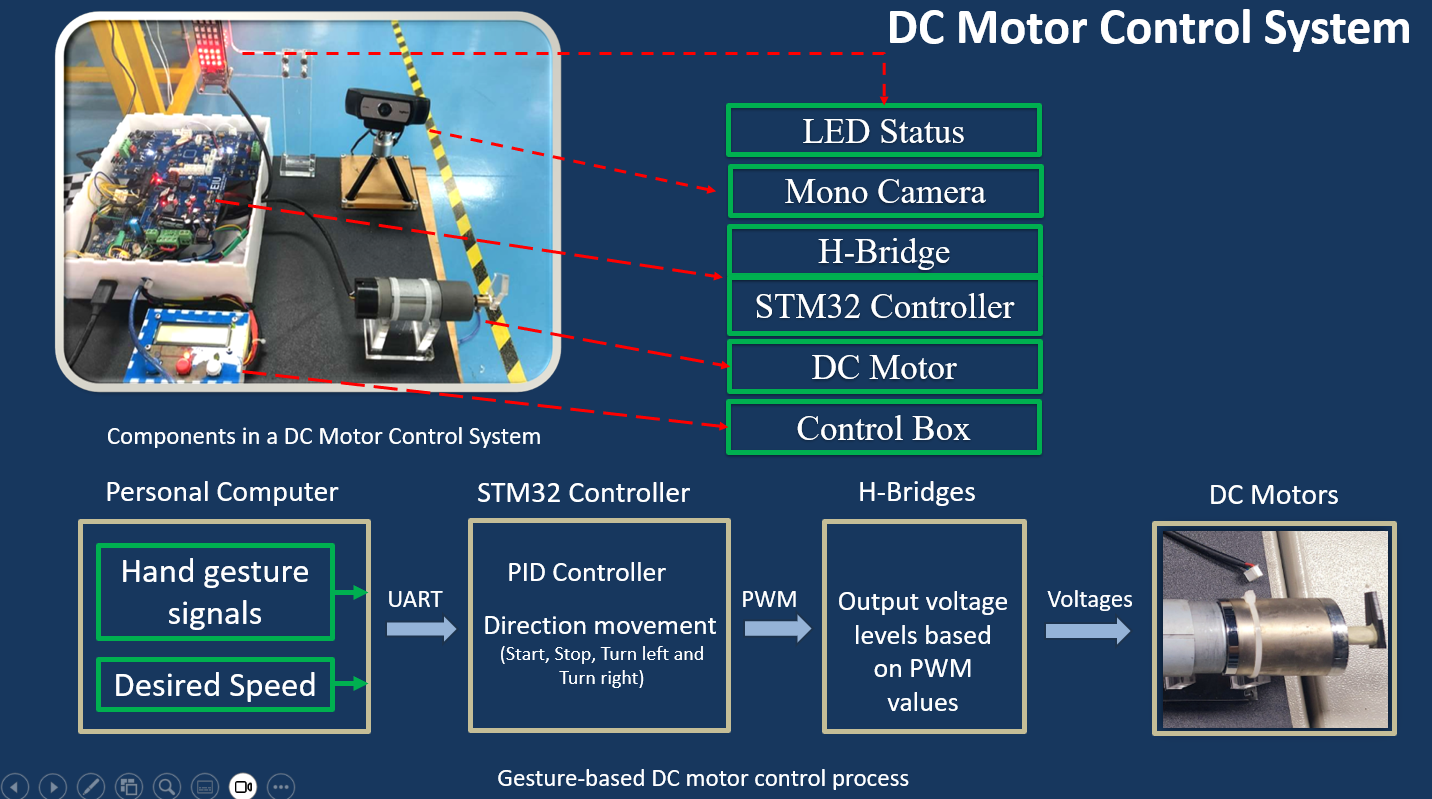 DC Motor Control System
LED Status
Mono Camera
H-Bridge
STM32 Controller
DC Motor
Control Box
Components in a DC Motor Control System
Personal Computer
Hand gesture
signals
Desired Speed
UART
STM32 Controller
PID Controller
Direction movement
(Start, Stop, Turn left and
Turn right)
PWM
H-Bridges
Output voltage
levels based
on PWM
values
Voltages
DC Motors
Gesture-based DC motor control process